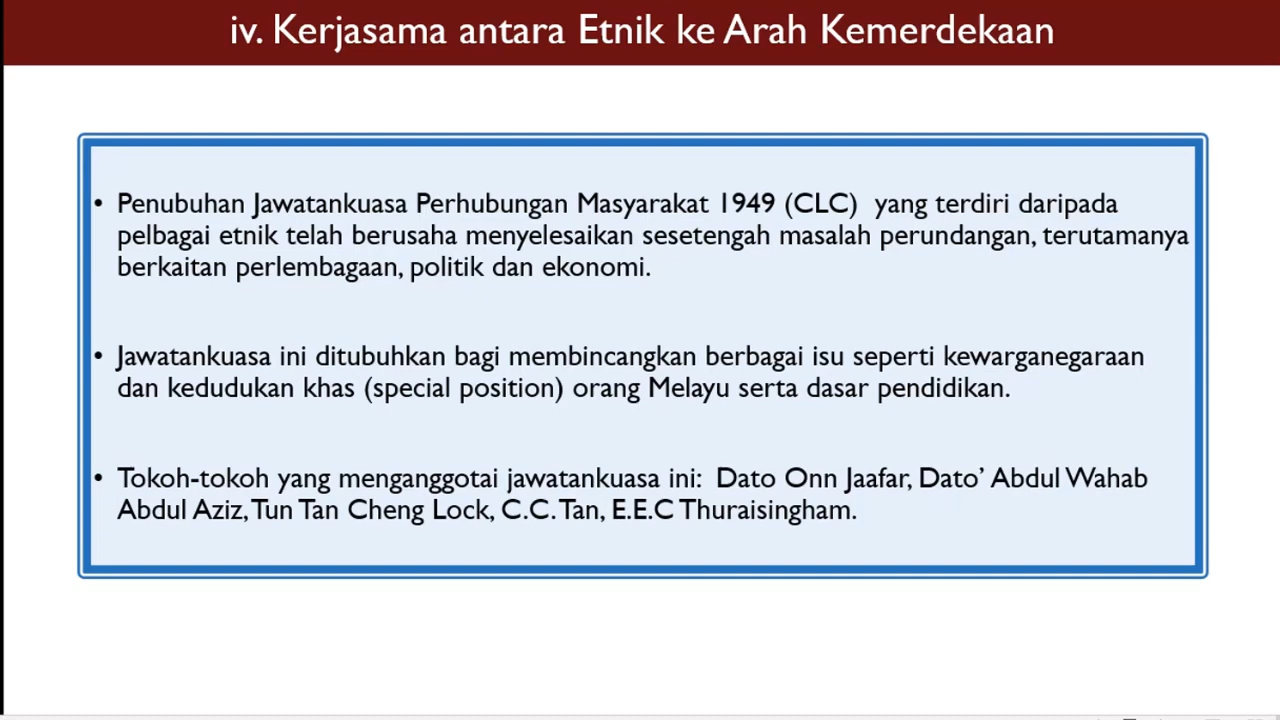 iv. Kerjasama antara Etnik ke Arah Kemerdekaan
• Penubuhan Jawatankuasa Perhubungan Masyarakat 1949 (CLC) yang terdiri daripada
pelbagai etnik telah berusaha menyelesaikan sesetengah masalah perundangan, terutamanya
berkaitan perlembagaan, politik dan ekonomi.
• Jawatankuasa ini ditubuhkan bagi membincangkan berbagai isu seperti kewarganegaraan
dan kedudukan khas (special position) orang Melayu serta dasar pendidikan.
• Tokoh-tokoh yang menganggotai jawatankuasa ini: Dato Onn Jaafar, Dato’ Abdul Wahab
Abdul Aziz, Tun Tan Cheng Lock, C.C. Tan, E.E.C Thuraisingham.